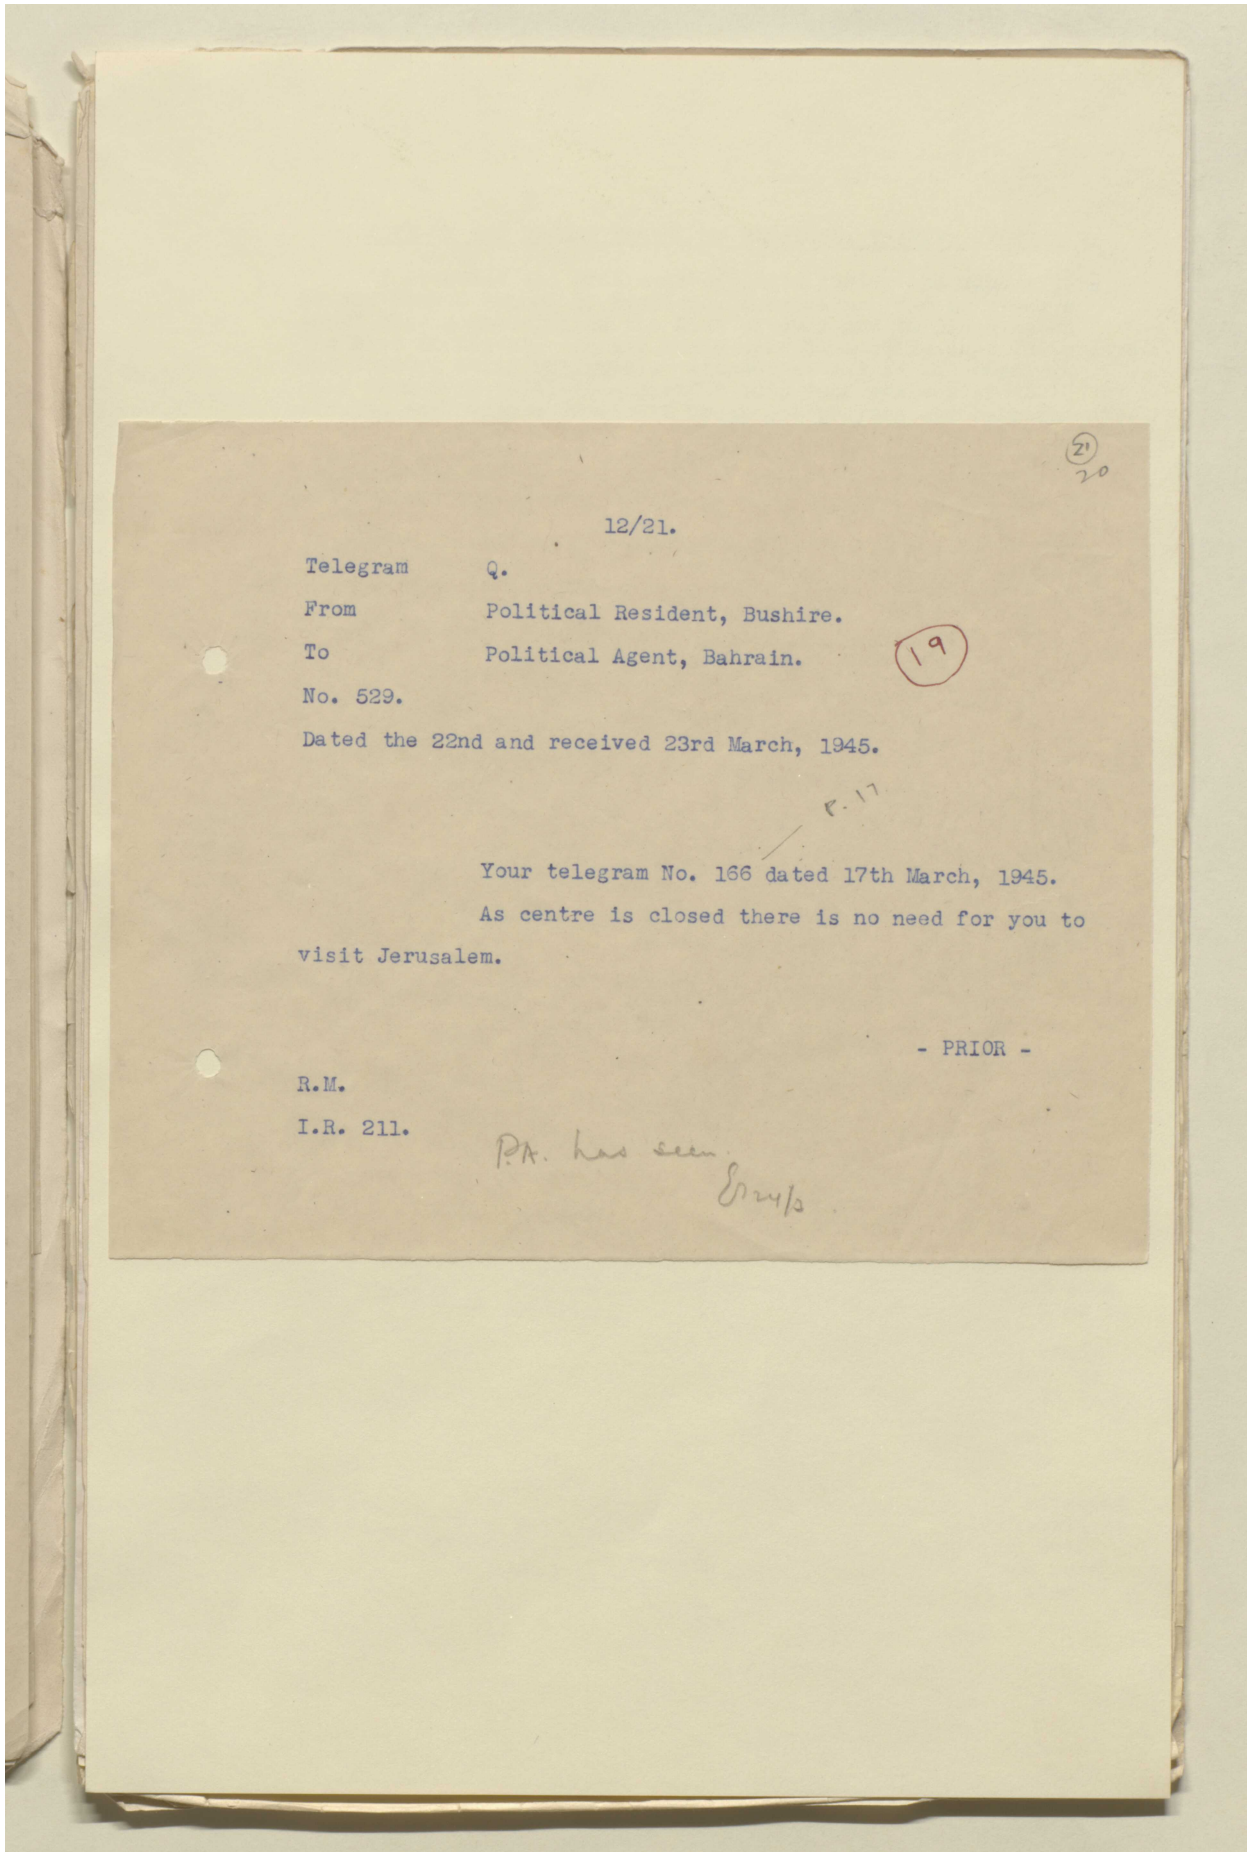 21
20
12/21.
Telegram Q.
From Political Resident, Bushire.
To Political Agent, Bahrain.
19
No. 529.
Dated the 22nd and received 23rd March, 1945.
P. 17
Your telegram No. 166 dated 17th March, 1945.
As centre is closed there is no need for you to
visit Jerusalem.
- PRIOR -
R.M.
I.R. 211.
P.A. has seen.
24/3